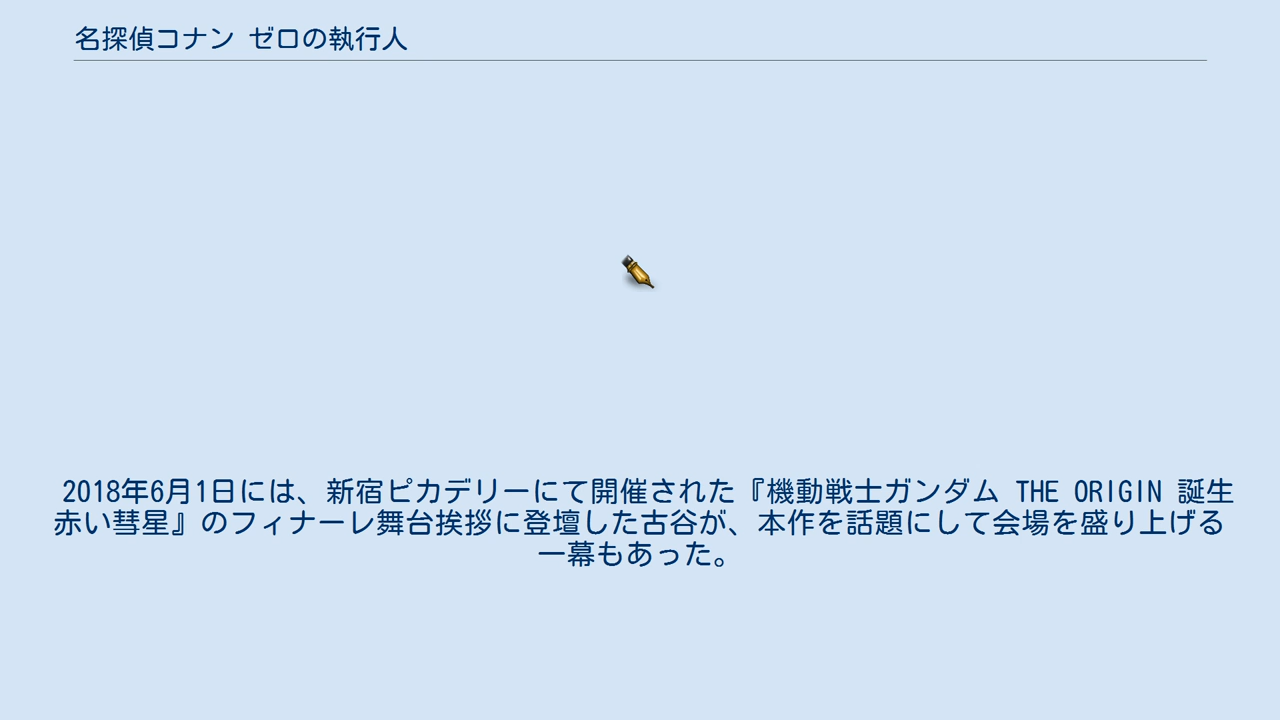 名探偵コナン ゼロの執行人
2018年6月1日には、新宿ピカデリーにて開催された『機動戦士ガンダム THE ORIGIN 誕生
赤い彗星』のフィナーレ舞台挨拶に登壇した古谷が、本作を話題にして会場を盛り上げる
一幕もあった。